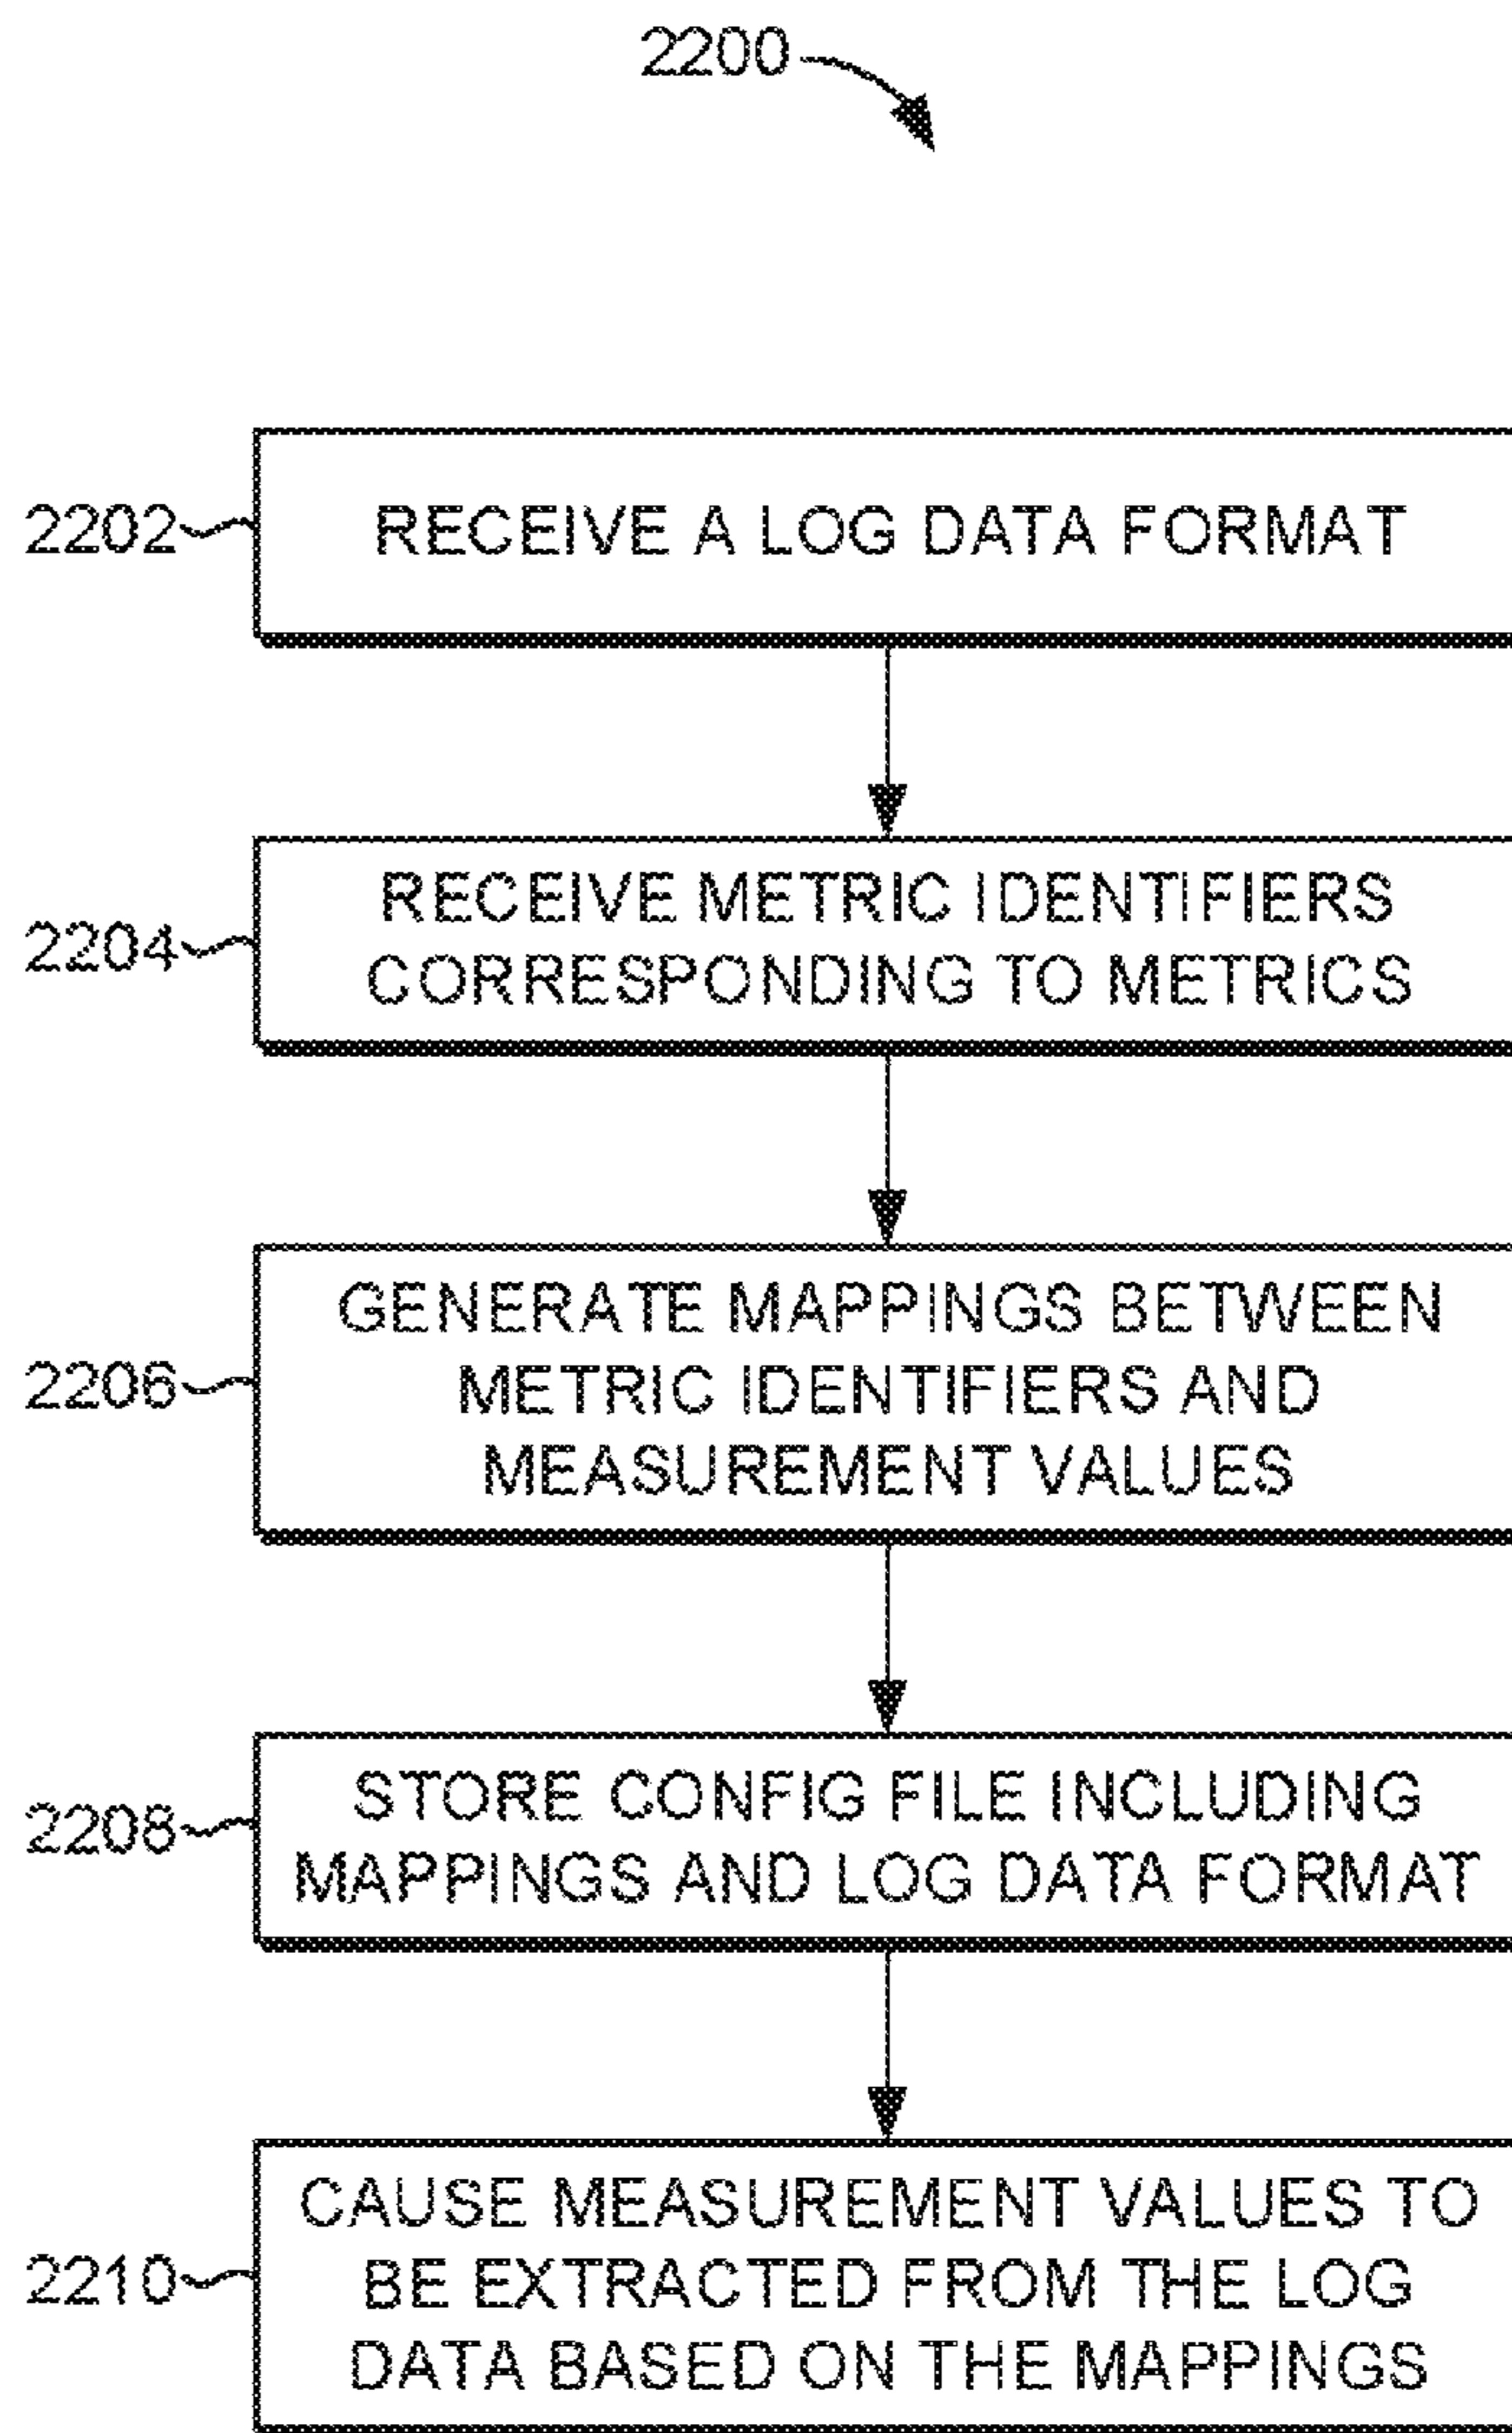 2200
2202
RECEIVE A LOG DATA FORMAT
2204
RECEIVE METRIC IDENTIFIERS
CORRESPONDING TO METRICS
2206
GENERATE MAPPINGS BETWEEN
METRIC IDENTIFIERS AND
MEASUREMENT VALUES
2208
STORE CONFIG FILE INCLUDING
MAPPINGS AND LOG DATA FORMAT
2210
CAUSE MEASUREMENT VALUES TO
BE EXTRACTED FROM THE LOG
DATA BASED ON THE MAPPINGS